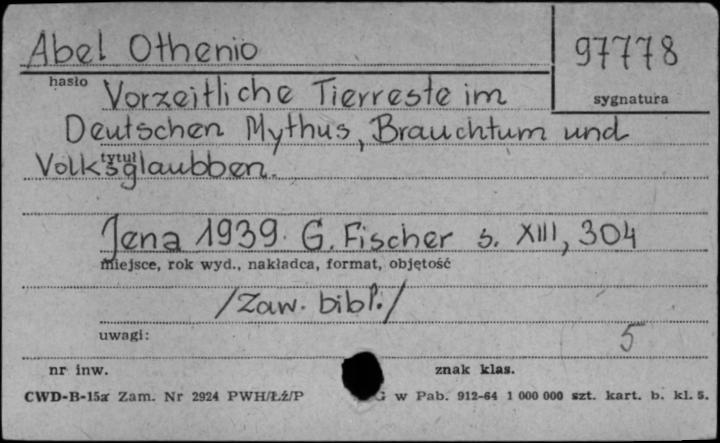 Abel Othenio 97778
hasło sygnatura
Vorzeitliche Tierreste im
Deutschen Mythus, Brauchtum und
tytuł
Volksglaubben.
Jena 1939. G. Fischer s. XIII, 304
miejsce, rok wyd., nakładca, format, objętość
/Zaw. bibl./
uwagi: 5
nr inw. znak klas.
CWD-B-15a Zam. Nr 2924 PWH/Łż/P G w Pab. 912-64 1 000 000 szt. kart. b. kl. 5.